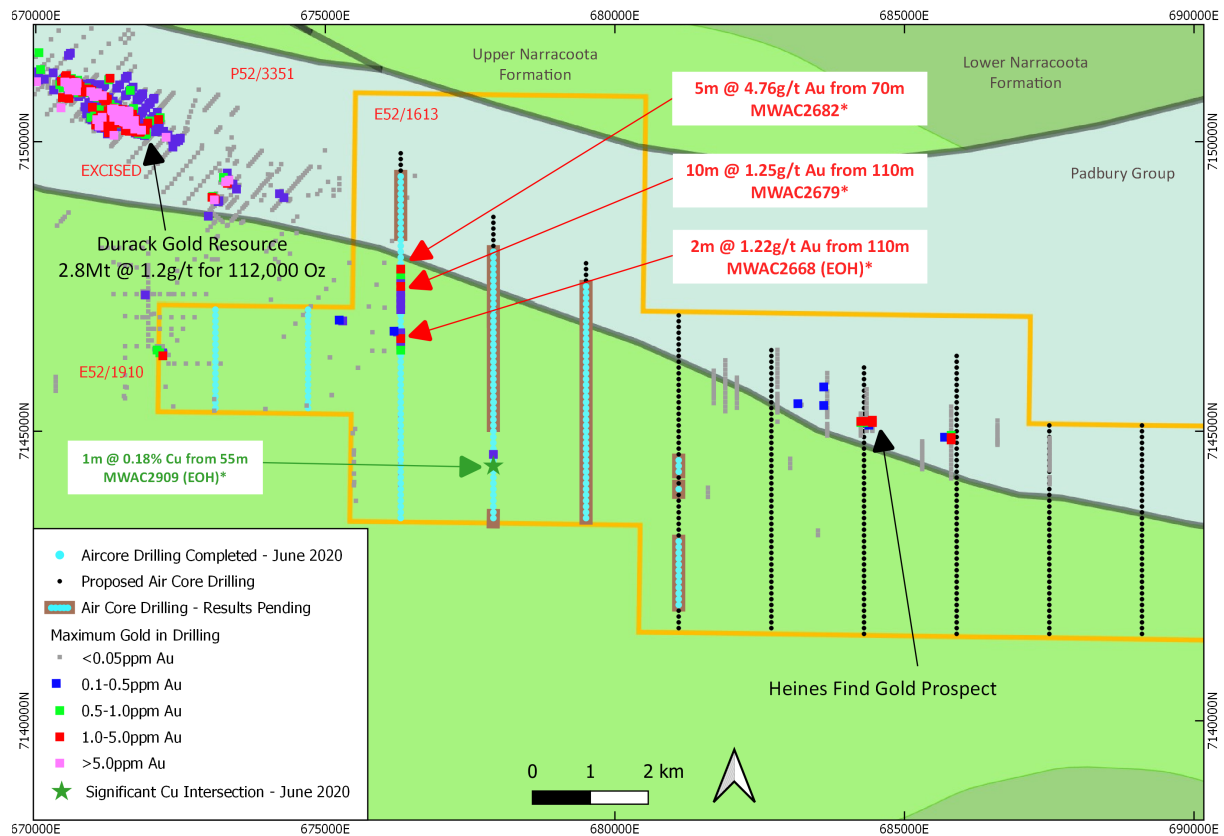 670000E
675000E
680000E
685000E
690000E
P52/3351
Upper Narracoota
Formation
Lower Narracoota
Formation
E52/1613
5m @ 4.76g/t Au from 70m
MWAC2682*
7150000N
7150000N
EXCISED
10m @ 1.25g/t Au from 110m
MWAC2679*
Padbury Group
Durack Gold Resource
2.8Mt @ 1.2g/t for 112,000 Oz
2m @ 1.22g/t Au from 110m
MWAC2668 (EOH)*
E52/1910
7145000N
7145000N
1m @ 0.18% Cu from 55m
MWAC2909 (EOH)*
Aircore Drilling Completed - June 2020
Proposed Air Core Drilling
Air Core Drilling - Results Pending
Maximum Gold in Drilling
<0.05ppm Au
0.1-0.5ppm Au
0.5-1.0ppm Au
1.0-5.0ppm Au
>5.0ppm Au
Significant Cu Intersection - June 2020
Heines Find Gold Prospect
7140000N
7140000N
0 1 2 km
670000E
675000E
680000E
685000E
690000E